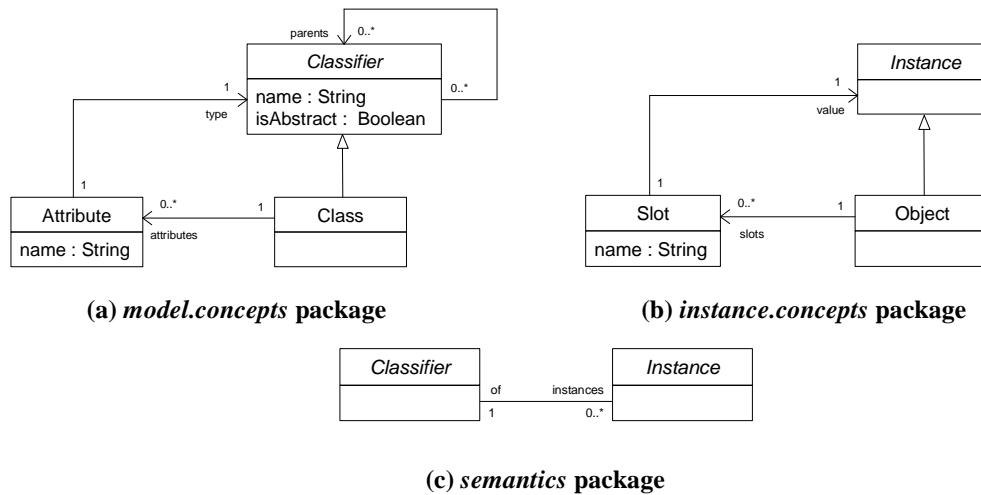 parents
0..*
Classifier
name : String
isAbstract : Boolean
0..*
1
type
1
Attribute
name : String
0..*
attributes
1
Class
Instance
1
value
1
Slot
name : String
0..*
slots
1
Object
(a) model.concepts package
(b) instance.concepts package
Classifier
of
1
instances
0..*
Instance
(c) semantics package